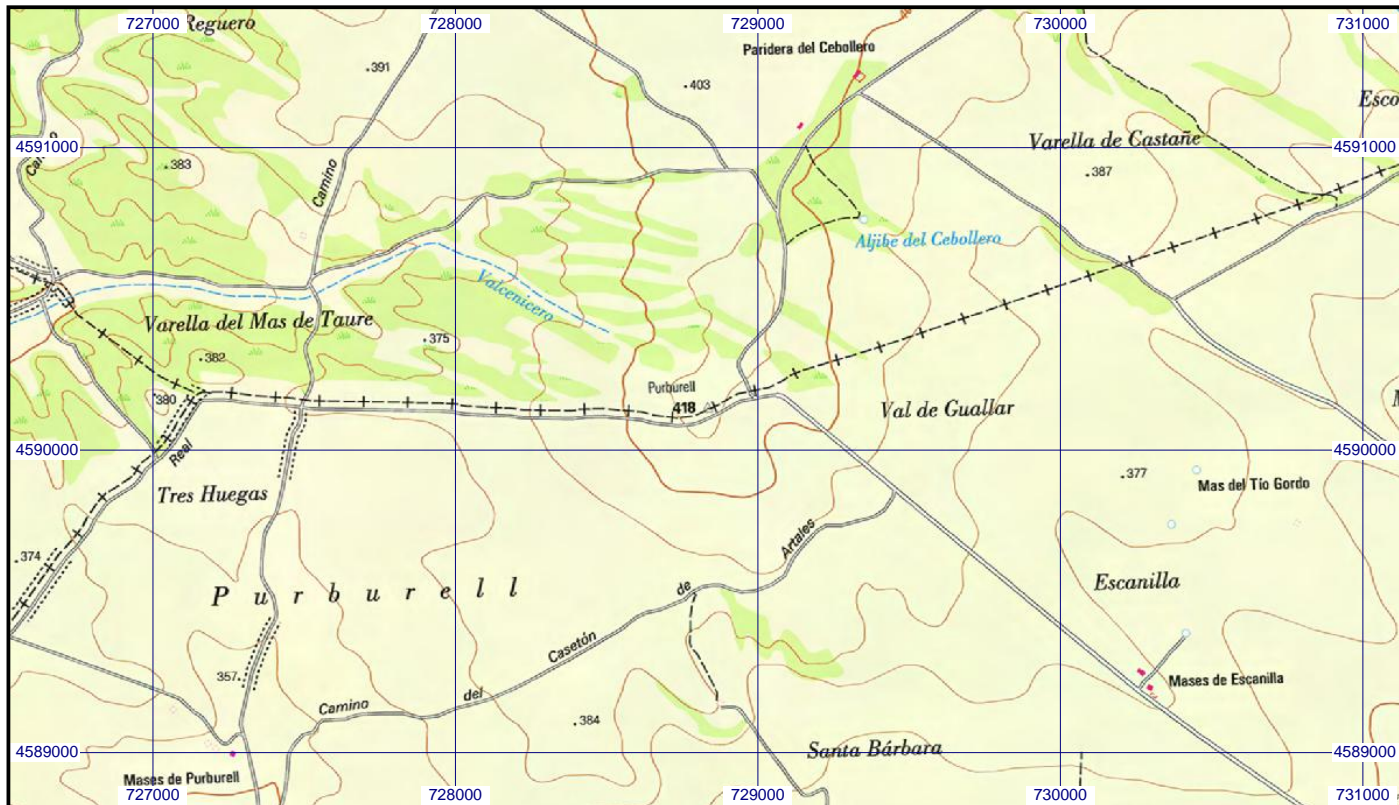 727000 728000 729000 730000 731000
Reguero
Paridera del Cebollero
391
403
Esco
4591000 4591000
Varella de Castañe
383
387
Camino
Aljibe del Cebollero
Valcenicero
Varella del Mas de Taure
375
382
Purburell
380
418
Val de Guallar
4590000 4590000
Real
377
Mas del Tío Gordo
Tres Huegas
Artales
374
Escanilla
Purburell
de
Casetón
357
Mases de Escanilla
del
Camino
384
4589000 4589000
Santa Bárbara
Mases de Purburell
727000 728000 729000 730000 731000